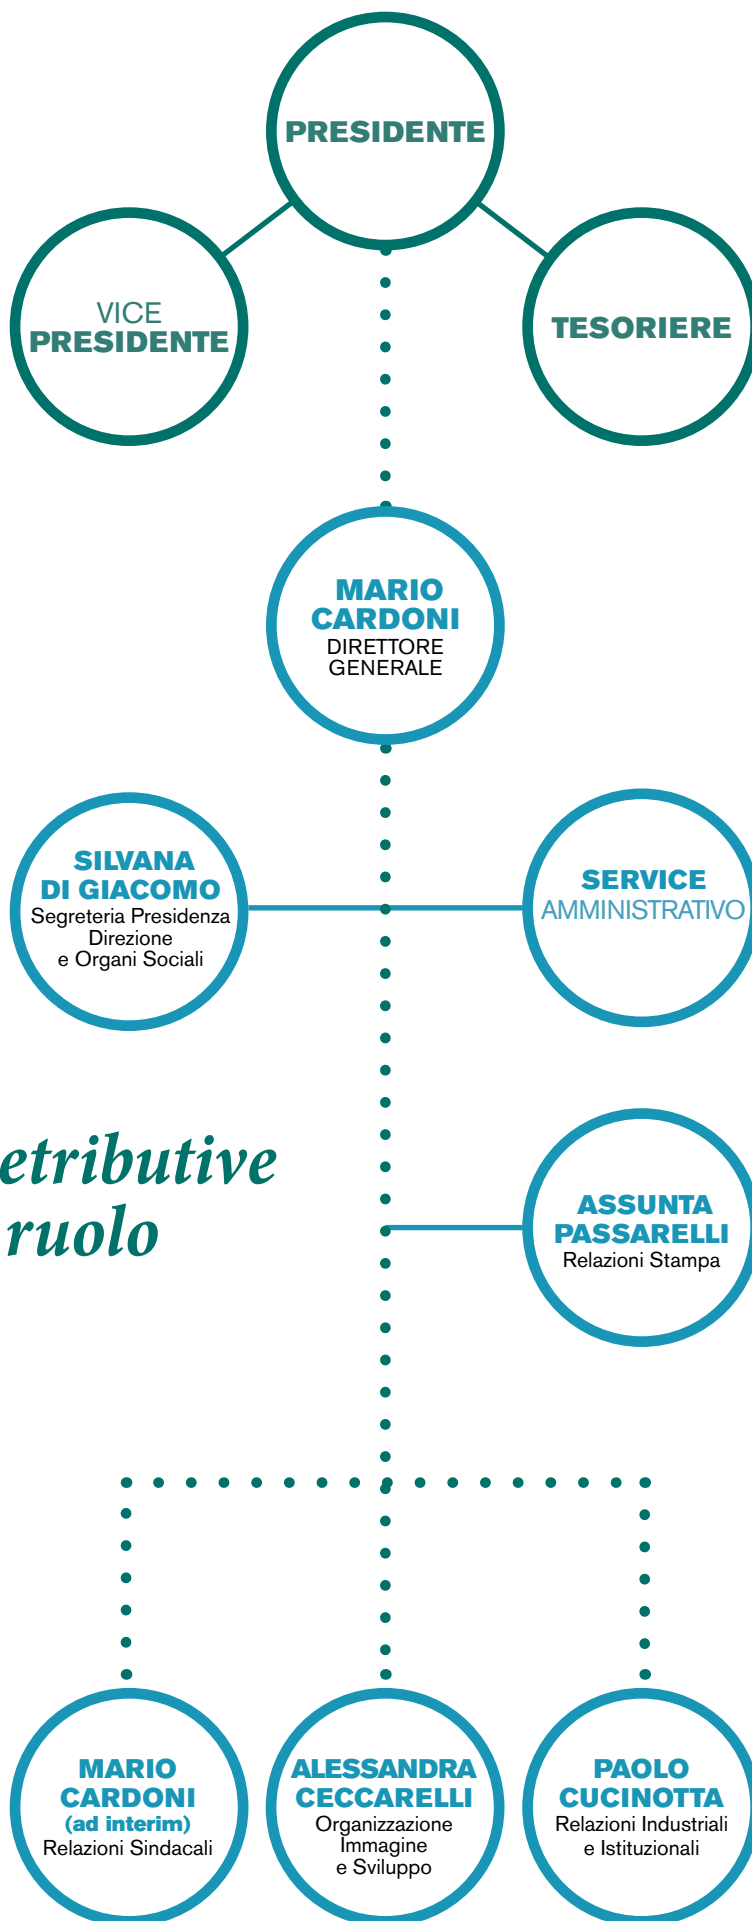 PRESIDENTE
VICE
PRESIDENTE
TESORIERE
MARIO
CARDONI
DIRETTORE
GENERALE
SILVANA
DI GIACOMO
Segreteria Presidenza
Direzione
e Organi Sociali
SERVICE
AMMINISTRATIVO
etributive
ruolo
ASSUNTA
PASSARELLI
Relazioni Stampa
MARIO
CARDONI
(ad interim)
Relazioni Sindacali
ALESSANDRA
CECCARELLI
Organizzazione
Immagine
e Sviluppo
PAOLO
CUCINOTTA
Relazioni Industriali
e Istituzionali